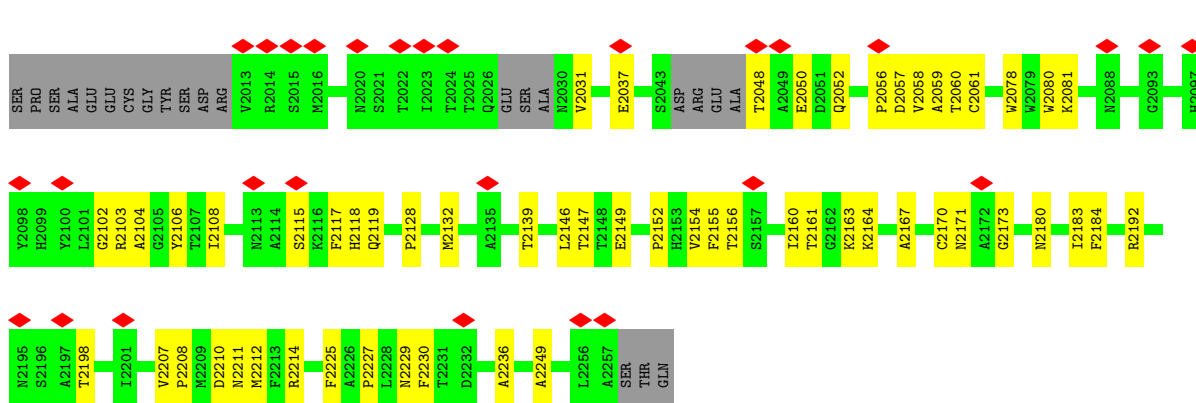 SER PRO SER ALA GLU GLU CYS GLY TYR SER ASP ARG V2013 R2014 S2015 M2016 N2020 S2021 T2022 I2023 T2024 T2025 Q2026 GLU SER ALA N2030 V2031 E2037 S2043 ASP ARG GLU ALA T2048 A2049 E2050 D2051 Q2052 P2056 D2057 V2058 A2059 T2060 C2061 W2078 W2079 W2080 K2081 N2088 G2093 H2097
Y2098 H2099 Y2100 L2101 G2102 R2103 A2104 G2105 Y2106 T2107 I2108 N2113 A2114 S2115 K2116 F2117 H2118 Q2119 P2128 M2132 A2135 T2139 L2146 T2147 T2148 E2149 P2152 H2153 V2154 F2155 T2156 S2157 I2160 T2161 G2162 K2163 K2164 A2167 C2170 N2171 A2172 G2173 N2180 I2183 F2184 R2192
N2195 S2196 A2197 T2198 I2201 V2207 P2208 M2209 D2210 N2211 M2212 F2213 R2214 F2225 A2226 P2227 L2228 N2229 F2230 T2231 D2232 A2236 A2249 L2256 A2257 SER THR GLN